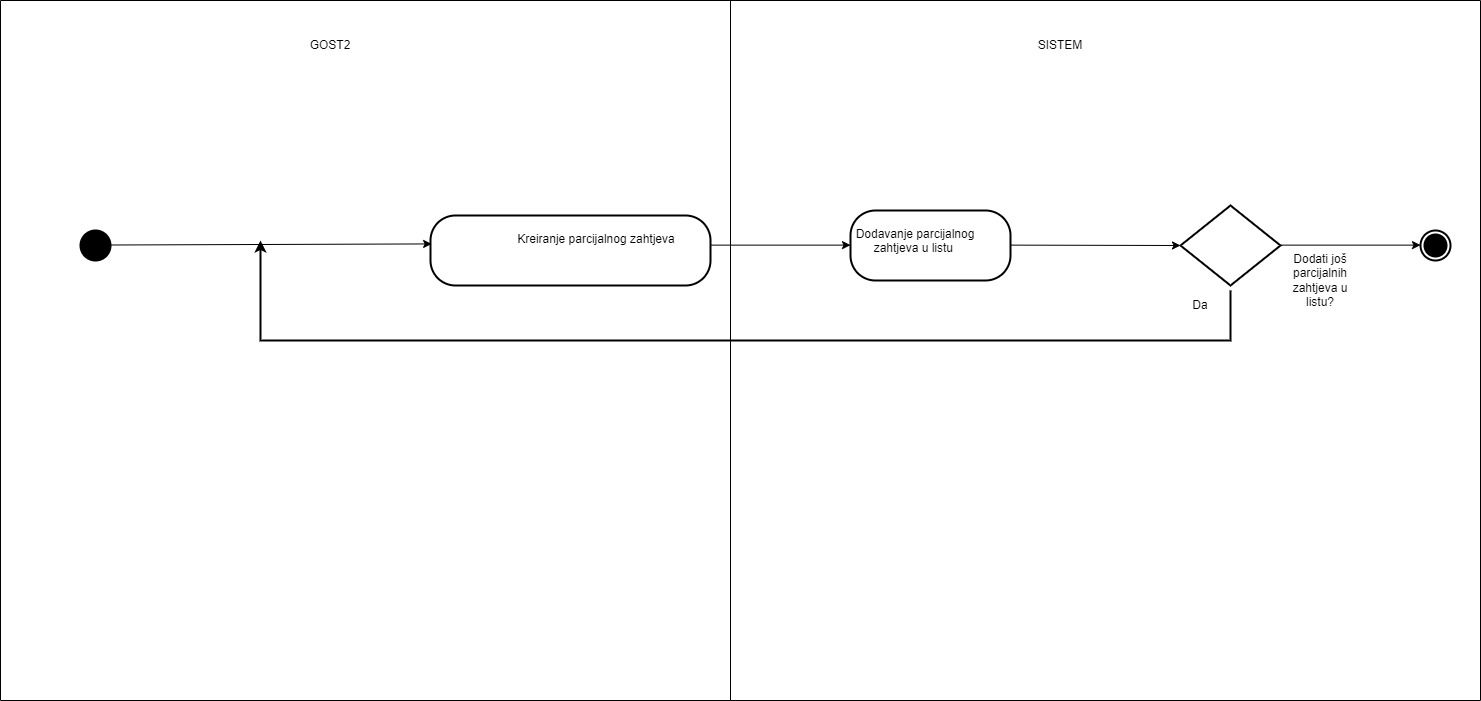 GOST2
SISTEM
Kreiranje parcijalnog zahtjeva
Dodavanje parcijalnog
zahtjeva u listu
Dodati još
parcijalnih
zahtjeva u
listu?
Da